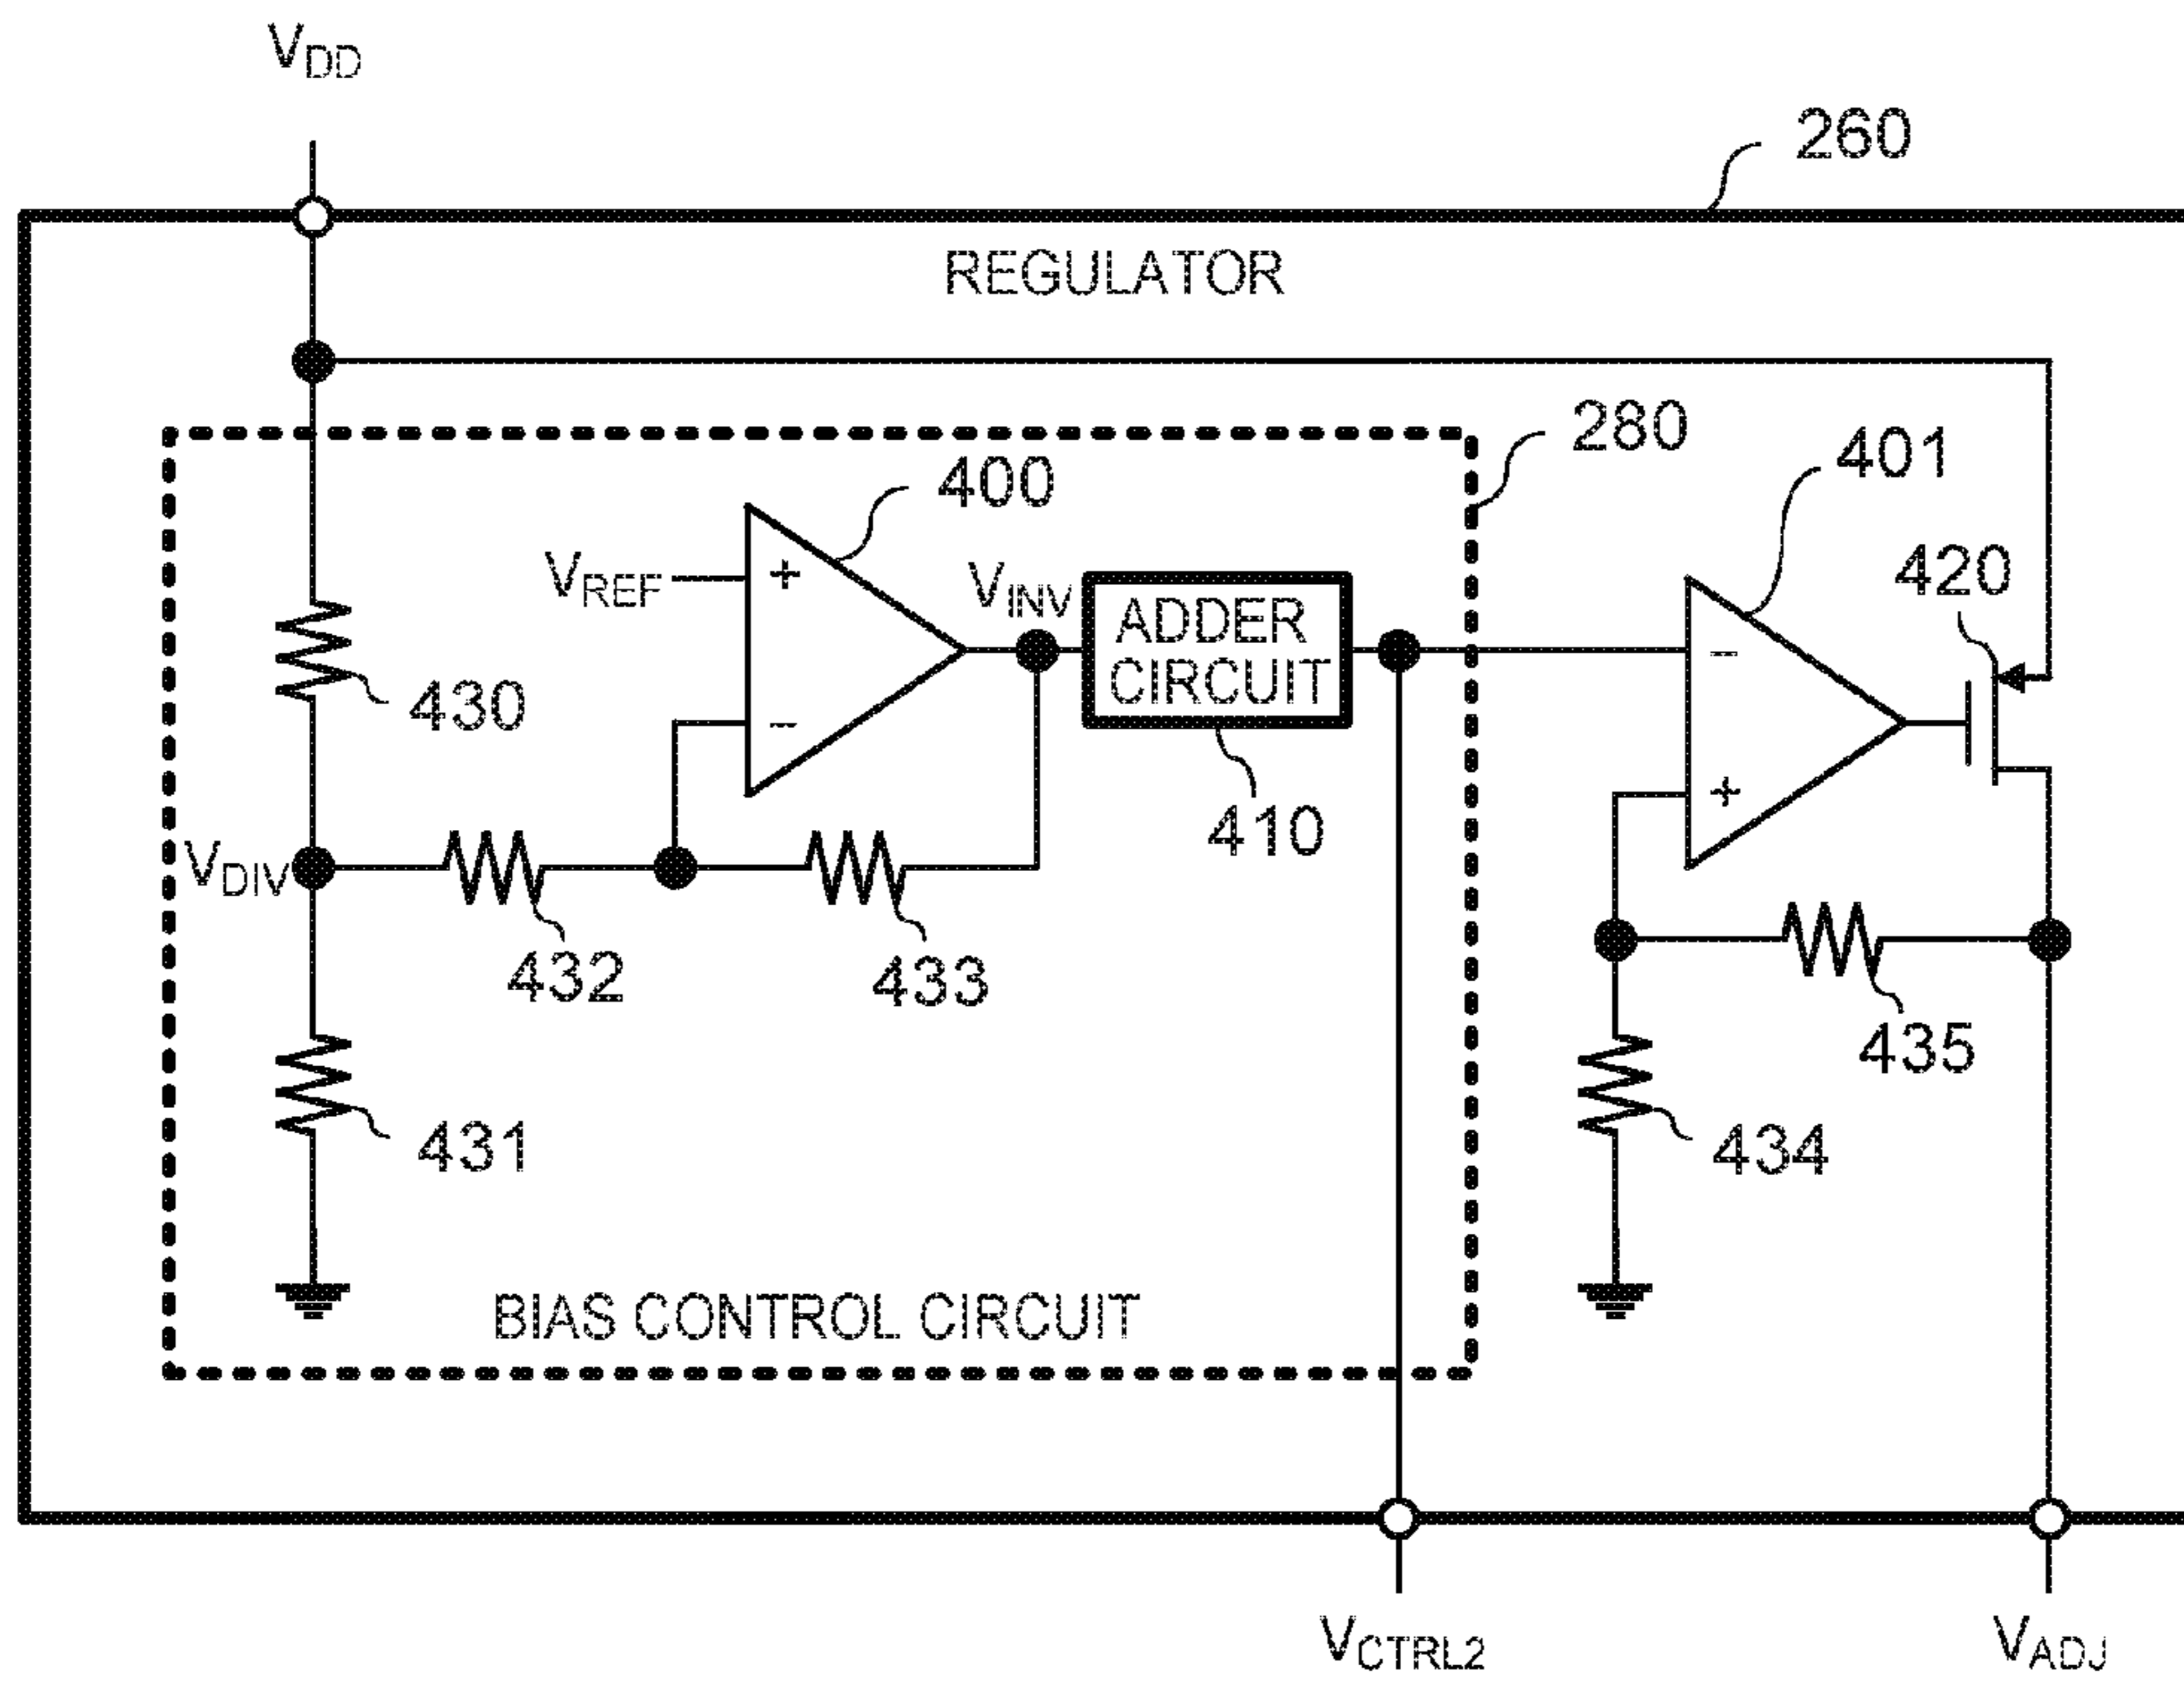 VDD
260
REGULATOR
280
401
400
420
VREF
+
VINV
ADDER
CIRCUIT
−
430
−
410
+
VDIV
432
433
435
431
434
BIAS CONTROL CIRCUIT
VCTRL2
VADJ